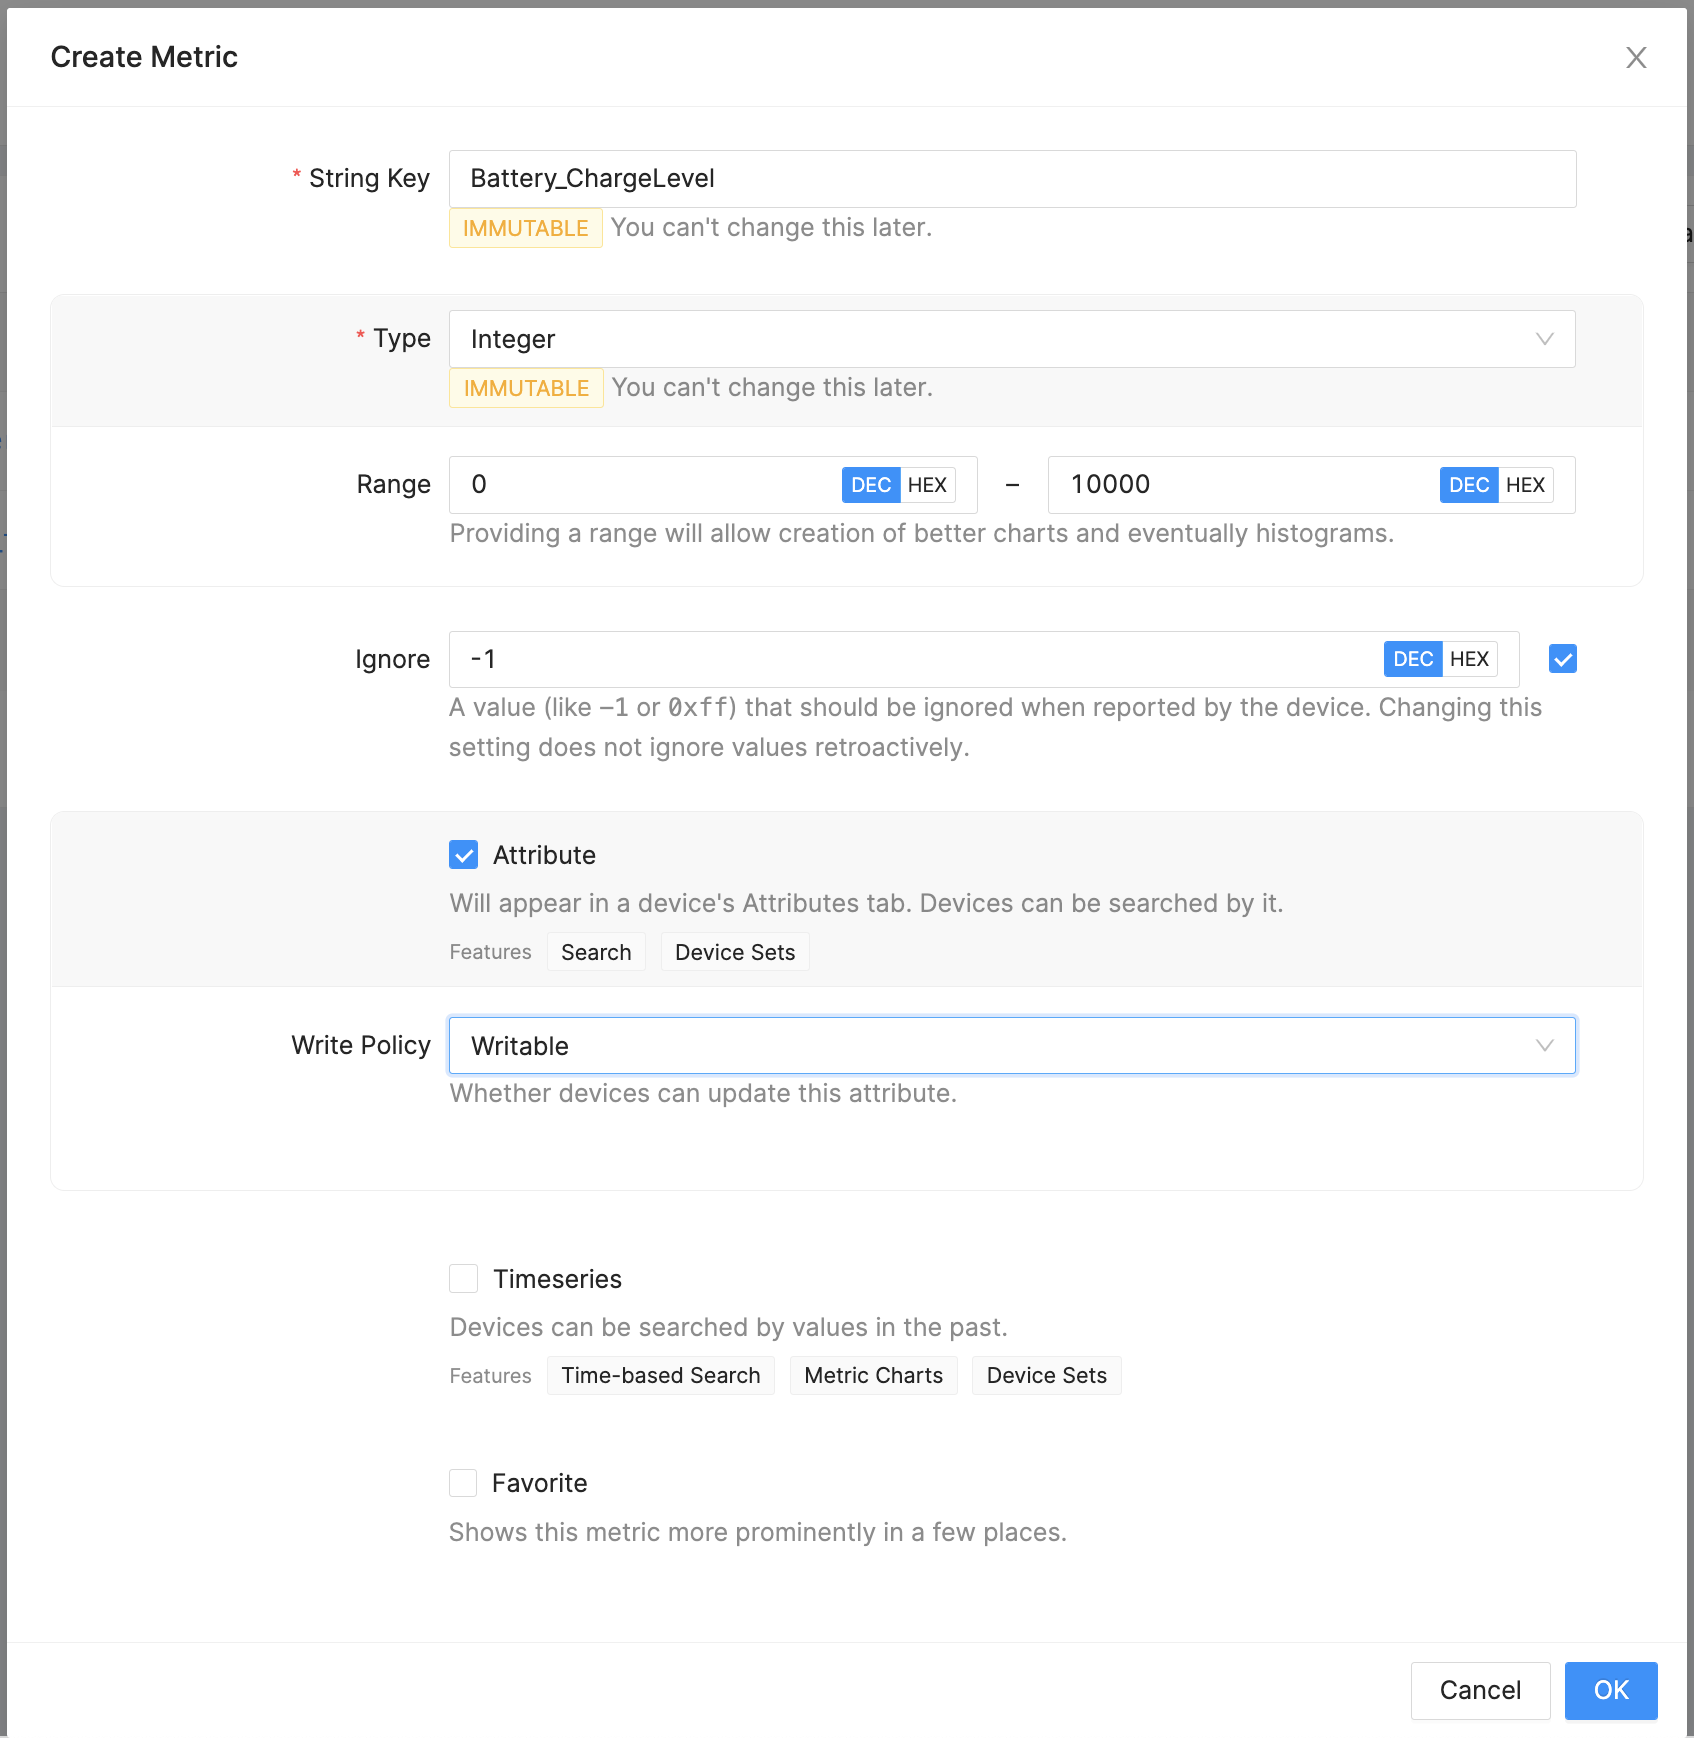 Create Metric
* String Key
Battery_ChargeLevel
IMMUTABLE You can't change this later.
* Type
Integer
IMMUTABLE You can't change this later.
Range
0 DEC HEX – 10000 DEC HEX
Providing a range will allow creation of better charts and eventually histograms.
Ignore
-1 DEC HEX
A value (like –1 or 0xff) that should be ignored when reported by the device. Changing this
setting does not ignore values retroactively.
Attribute
Will appear in a device's Attributes tab. Devices can be searched by it.
Features Search Device Sets
Write Policy
Writable
Whether devices can update this attribute.
Timeseries
Devices can be searched by values in the past.
Features Time-based Search Metric Charts Device Sets
Favorite
Shows this metric more prominently in a few places.
Cancel OK